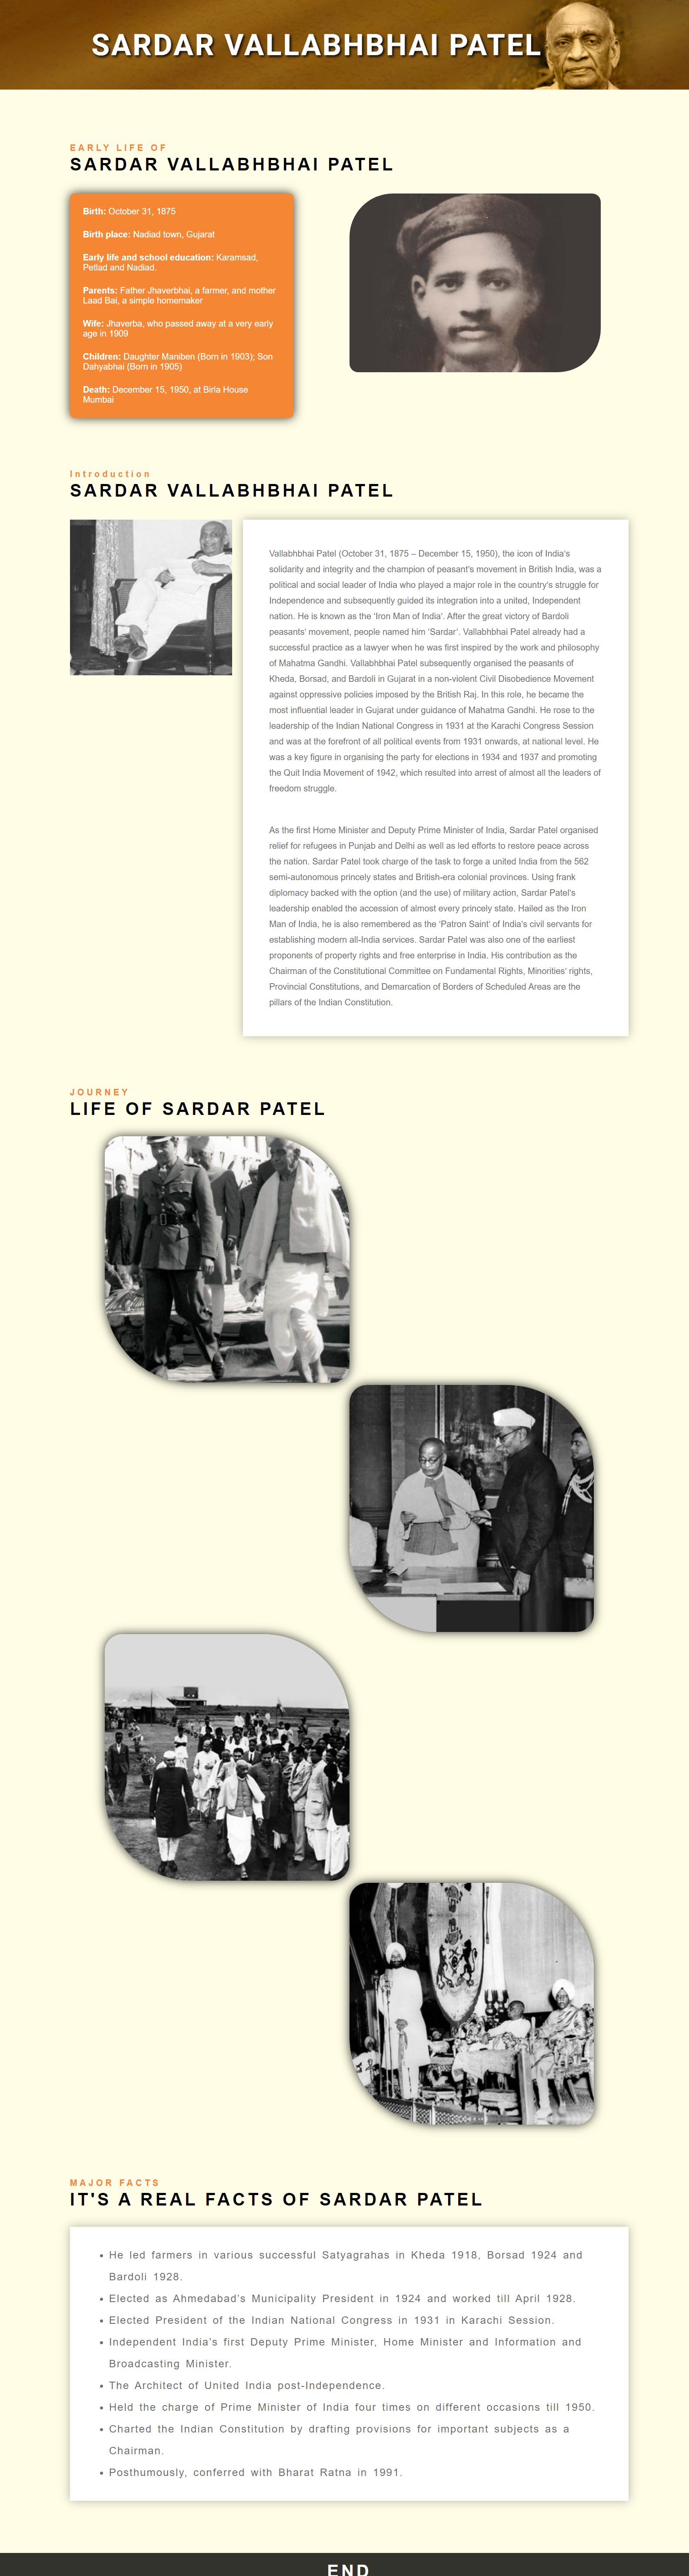 SARDAR VALLABHBHAI PATEL
EARLY LIFE OF
SARDAR VALLABHBHAI PATEL
Birth: October 31, 1875
Birth place: Nadiad town, Gujarat
Early life and school education: Karamsad,
Petlad and Nadiad.
Parents: Father Jhaverbhai, a farmer, and mother
Laad Bai, a simple homemaker
Wife: Jhaverba, who passed away at a very early
age in 1909
Children: Daughter Maniben (Born in 1903); Son
Dahyabhai (Born in 1905)
Death: December 15, 1950, at Birla House
Mumbai
Introduction
SARDAR VALLABHBHAI PATEL
Vallabhbhai Patel (October 31, 1875 – December 15, 1950), the icon of India's
solidarity and integrity and the champion of peasant's movement in British India, was a
political and social leader of India who played a major role in the country's struggle for
Independence and subsequently guided its integration into a united, Independent
nation. He is known as the 'Iron Man of India'. After the great victory of Bardoli
peasants' movement, people named him 'Sardar'. Vallabhbhai Patel already had a
successful practice as a lawyer when he was first inspired by the work and philosophy
of Mahatma Gandhi. Vallabhbhai Patel subsequently organised the peasants of
Kheda, Borsad, and Bardoli in Gujarat in a non-violent Civil Disobedience Movement
against oppressive policies imposed by the British Raj. In this role, he became the
most influential leader in Gujarat under guidance of Mahatma Gandhi. He rose to the
leadership of the Indian National Congress in 1931 at the Karachi Congress Session
and was at the forefront of all political events from 1931 onwards, at national level. He
was a key figure in organising the party for elections in 1934 and 1937 and promoting
the Quit India Movement of 1942, which resulted into arrest of almost all the leaders of
freedom struggle.
As the first Home Minister and Deputy Prime Minister of India, Sardar Patel organised
relief for refugees in Punjab and Delhi as well as led efforts to restore peace across
the nation. Sardar Patel took charge of the task to forge a united India from the 562
semi-autonomous princely states and British-era colonial provinces. Using frank
diplomacy backed with the option (and the use) of military action, Sardar Patel's
leadership enabled the accession of almost every princely state. Hailed as the Iron
Man of India, he is also remembered as the 'Patron Saint' of India's civil servants for
establishing modern all-India services. Sardar Patel was also one of the earliest
proponents of property rights and free enterprise in India. His contribution as the
Chairman of the Constitutional Committee on Fundamental Rights, Minorities' rights,
Provincial Constitutions, and Demarcation of Borders of Scheduled Areas are the
pillars of the Indian Constitution.
JOURNEY
LIFE OF SARDAR PATEL
MAJOR FACTS
IT'S A REAL FACTS OF SARDAR PATEL
• He led farmers in various successful Satyagrahas in Kheda 1918, Borsad 1924 and
Bardoli 1928.
• Elected as Ahmedabad's Municipality President in 1924 and worked till April 1928.
• Elected President of the Indian National Congress in 1931 in Karachi Session.
• Independent India's first Deputy Prime Minister, Home Minister and Information and
Broadcasting Minister.
• The Architect of United India post-Independence.
• Held the charge of Prime Minister of India four times on different occasions till 1950.
• Charted the Indian Constitution by drafting provisions for important subjects as a
Chairman.
• Posthumously, conferred with Bharat Ratna in 1991.
END